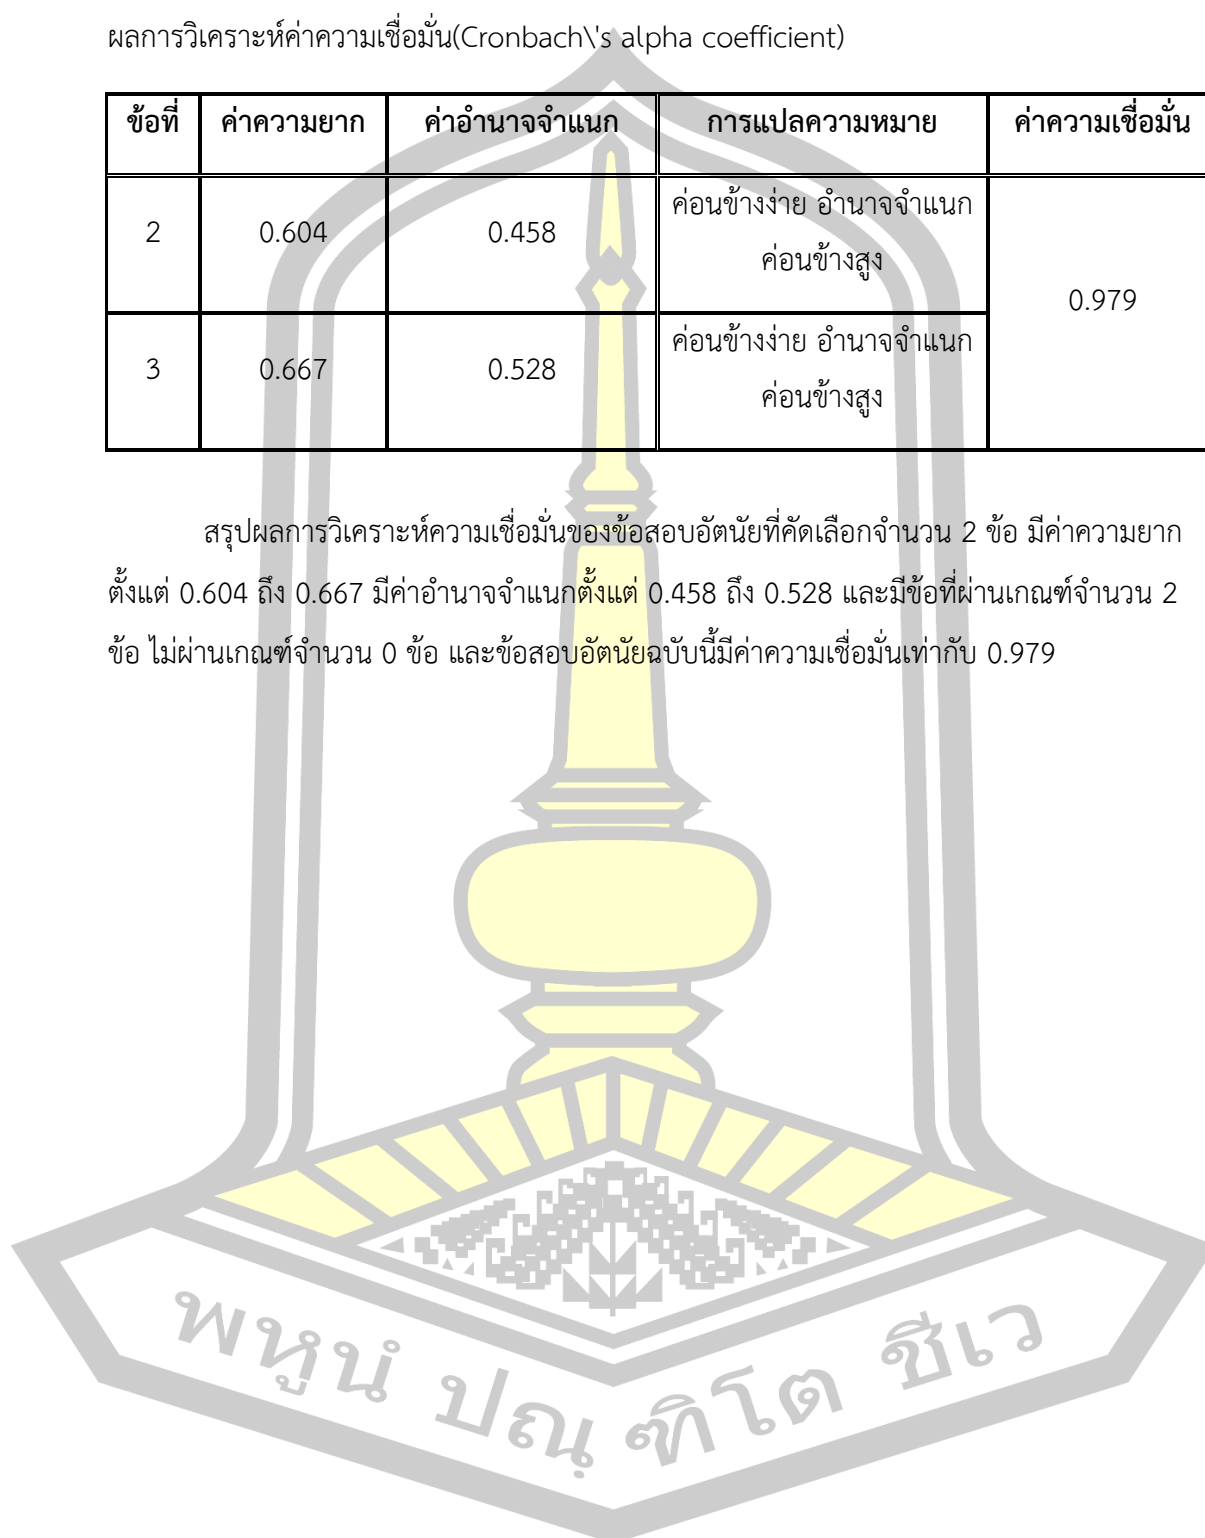 ผลการวิเคราะห์ค่าความเชื่อมั่น(Cronbach\'s alpha coefficient)
ข้อที่ ค่าความยาก ค่าอำนาจจำแนก การแปลความหมาย ค่าความเชื่อมั่น
2 0.604 0.458 ค่อนข้างง่าย อำนาจจำแนก
ค่อนข้างสูง
0.979
3 0.667 0.528 ค่อนข้างง่าย อำนาจจำแนก
ค่อนข้างสูง
สรุปผลการวิเคราะห์ความเชื่อมั่นของข้อสอบอัตนัยที่คัดเลือกจำนวน 2 ข้อ มีค่าความยาก
ตั้งแต่ 0.604 ถึง 0.667 มีค่าอำนาจจำแนกตั้งแต่ 0.458 ถึง 0.528 และมีข้อที่ผ่านเกณฑ์จำนวน 2
ข้อ ไม่ผ่านเกณฑ์จำนวน 0 ข้อ และข้อสอบอัตนัยฉบับนี้มีค่าความเชื่อมั่นเท่ากับ 0.979
พหูนํ ปณฺฑิโต ชีเว